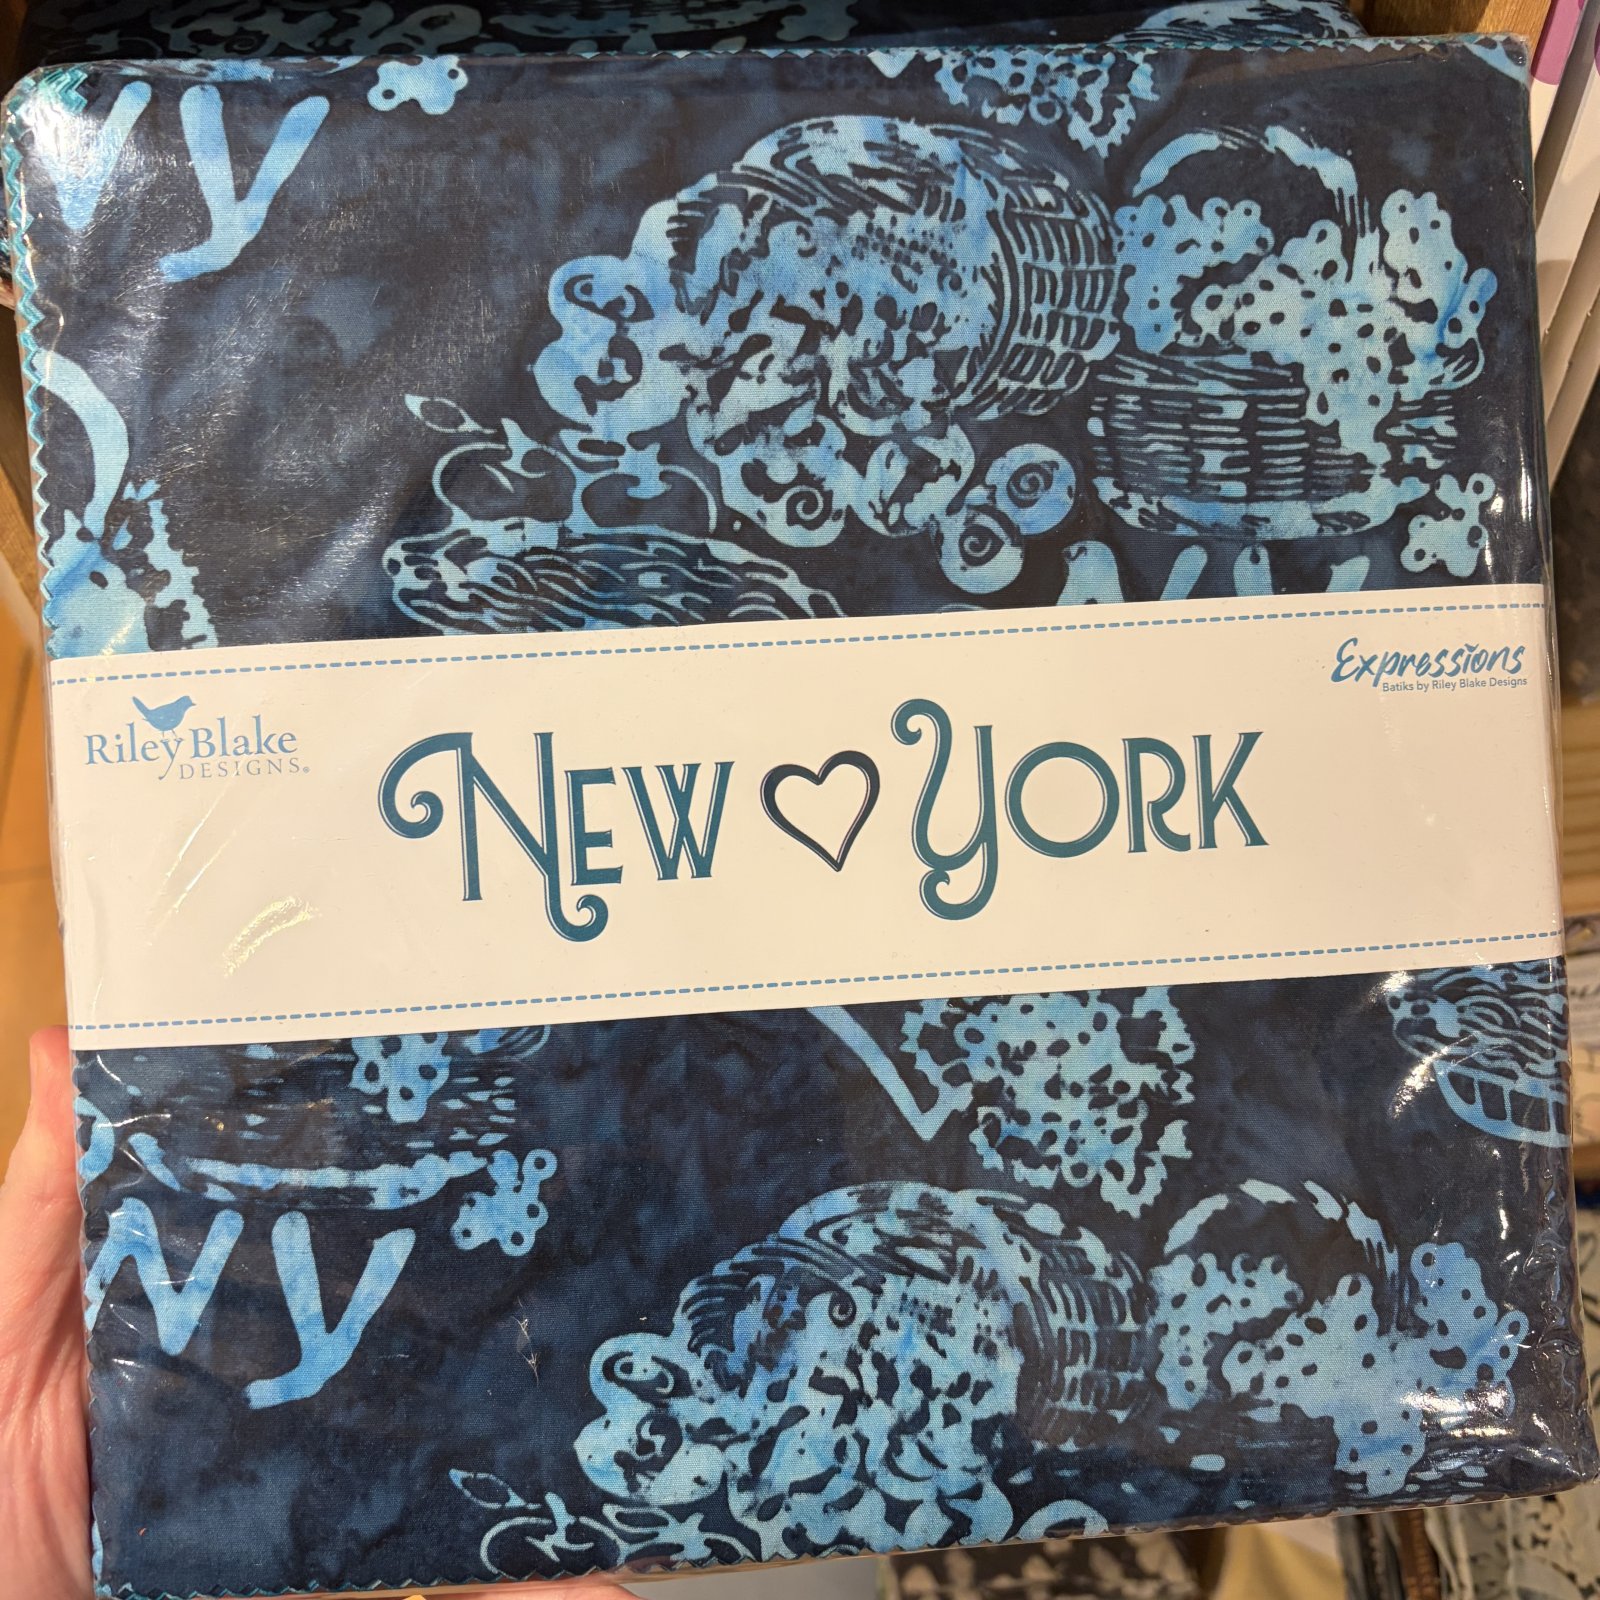 NY
Expressions
Batiks by Riley Blake Designs
Riley Blake
DESIGNS®
NEW YORK
NY